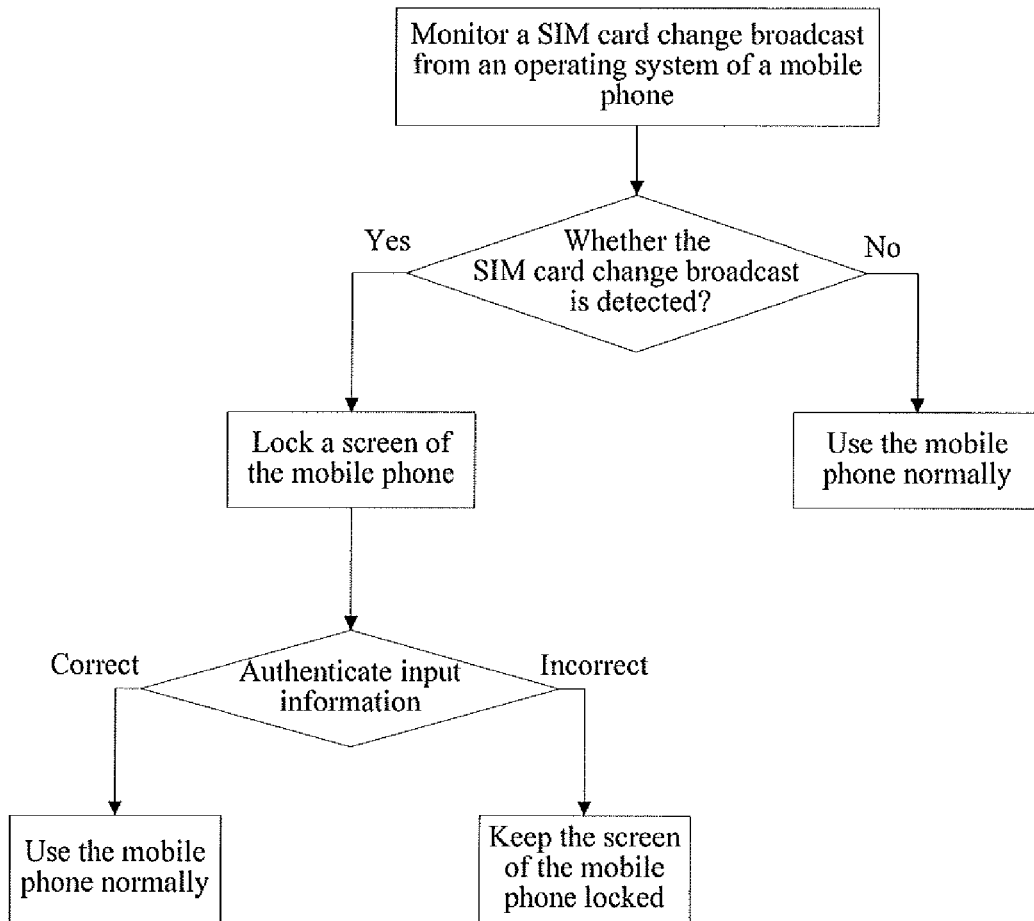 Monitor a SIM card change broadcast
from an operating system of a mobile
phone
Yes
Whether the
SIM card change broadcast
is detected?
No
Lock a screen of
the mobile phone
Use the mobile
phone normally
Correct
Authenticate input
information
Incorrect
Use the mobile
phone normally
Keep the screen
of the mobile
phone locked